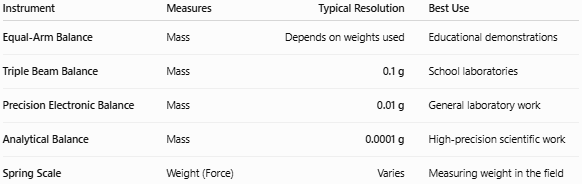 Instrument Measures Typical Resolution Best Use
Equal-Arm Balance Mass Depends on weights used Educational demonstrations
Triple Beam Balance Mass 0.1 g School laboratories
Precision Electronic Balance Mass 0.01 g General laboratory work
Analytical Balance Mass 0.0001 g High-precision scientific work
Spring Scale Weight (Force) Varies Measuring weight in the field